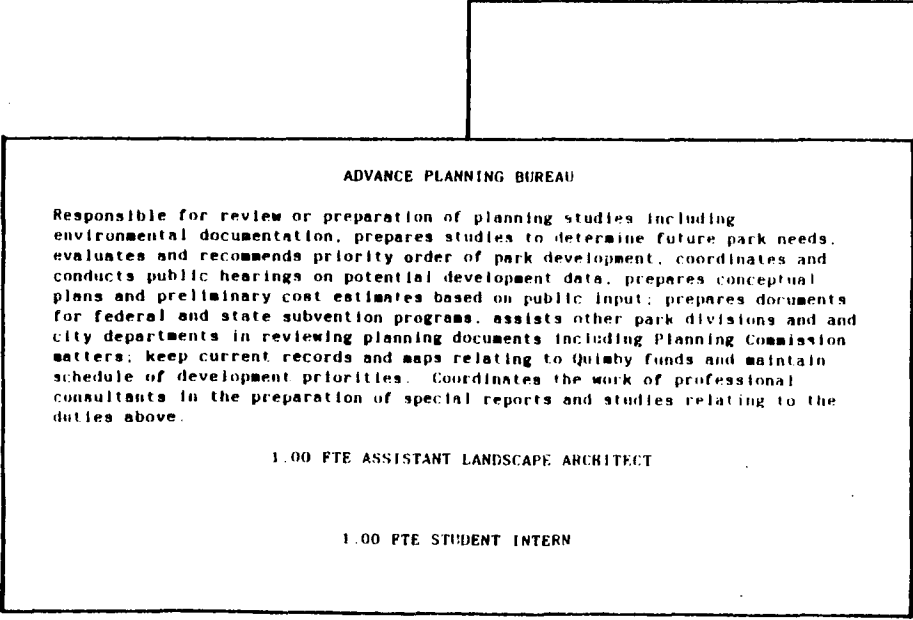 ADVANCE PLANNING BUREAU
Responsible for review or preparation of planning studies including
environmental documentation, prepares studies to determine future park needs,
evaluates and recommends priority order of park development, coordinates and
conducts public hearings on potential development data, prepares conceptual
plans and preliminary cost estimates based on public input; prepares documents
for federal and state subvention programs, assists other park divisions and and
city departments in reviewing planning documents including Planning Commission
matters; keep current records and maps relating to Quimby funds and maintain
schedule of development priorities. Coordinates the work of professional
consultants in the preparation of special reports and studies relating to the
duties above.
1.00 FTE ASSISTANT LANDSCAPE ARCHITECT
1.00 FTE STUDENT INTERN